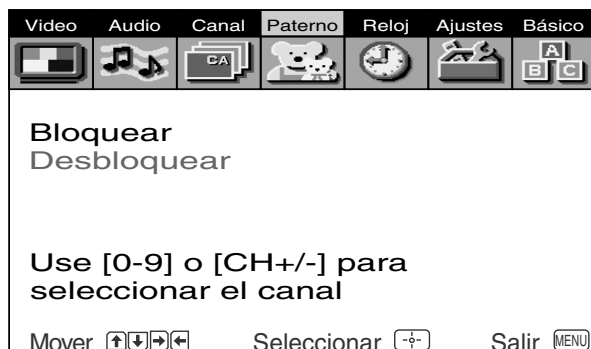 Video Audio Canal Paterno Reloj Ajustes Básico
CA A B C
Bloquear
Desbloquear
Use [0-9] o [CH+/-] para
seleccionar el canal
Mover Seleccionar Salir MENU